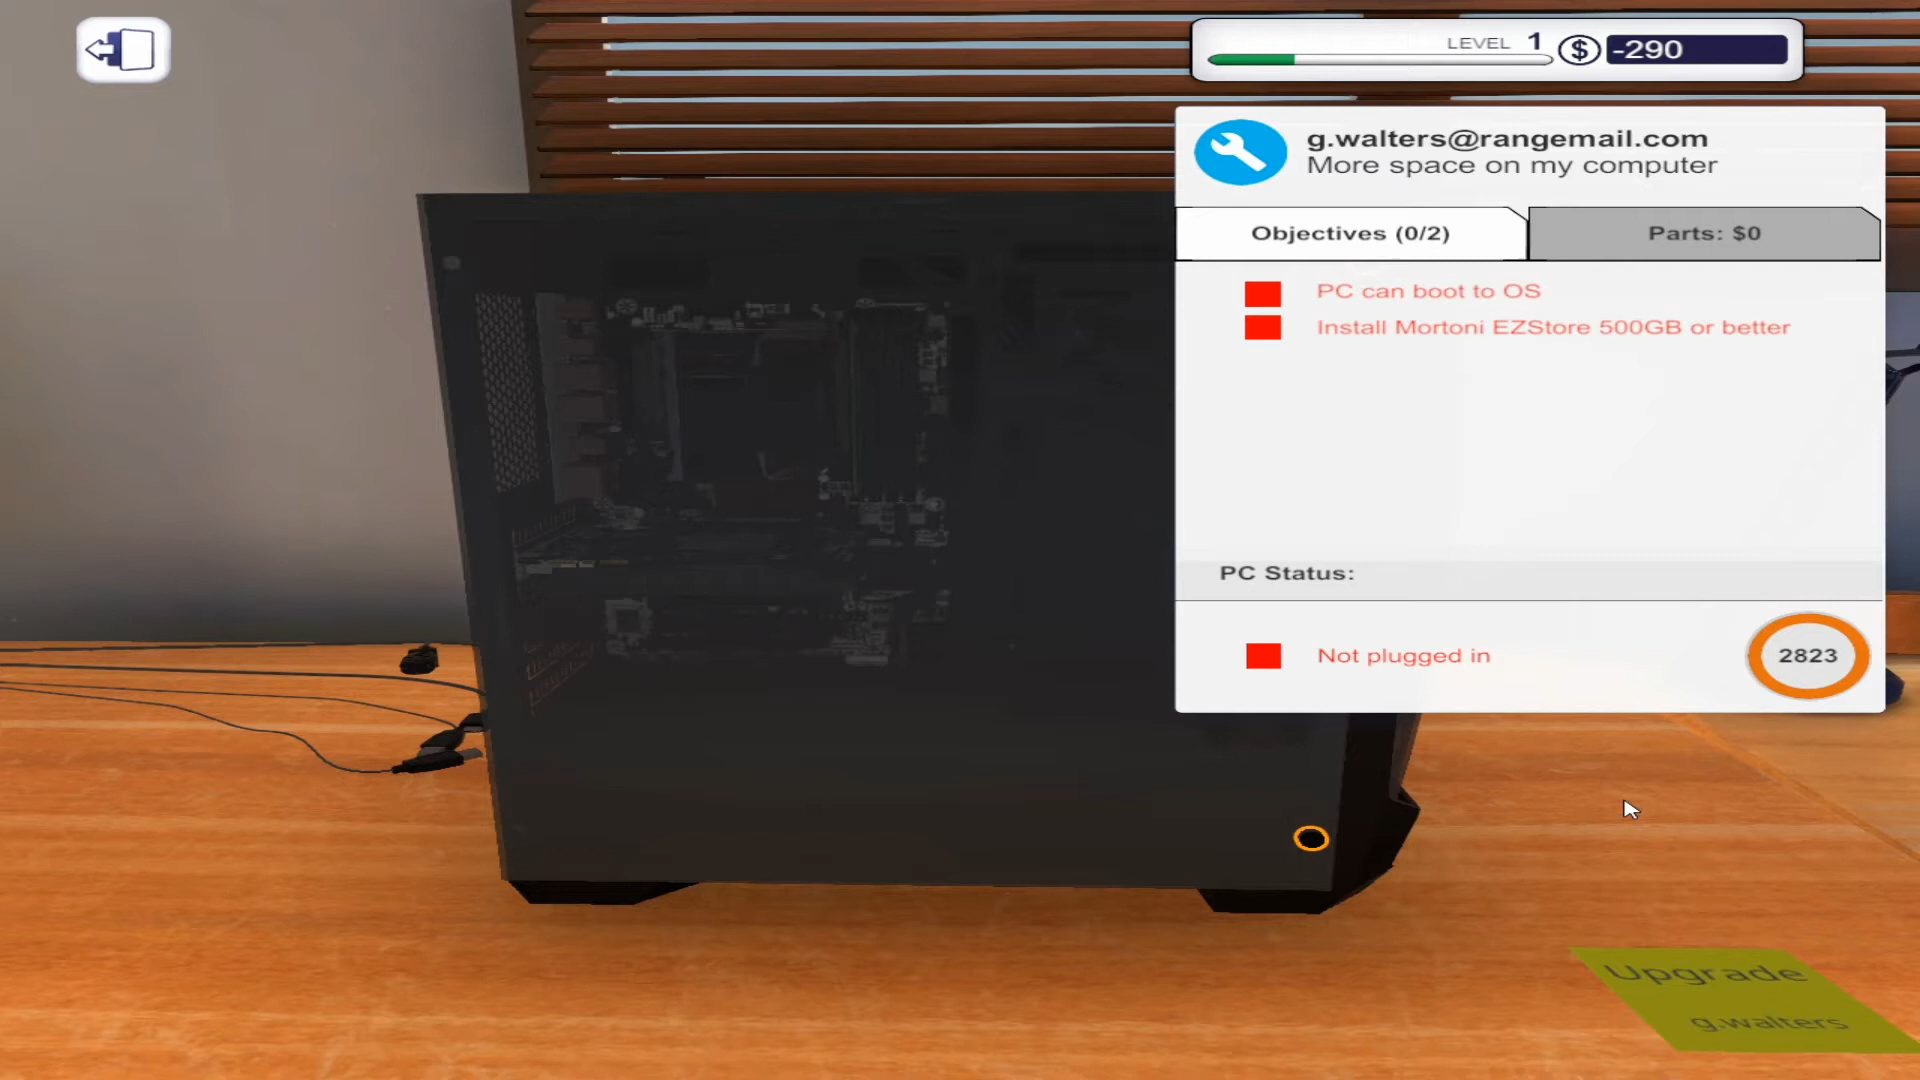 LEVEL 1 $ -290
g.walters@rangemail.com
More space on my computer
Objectives (0/2)
Parts: $0
PC can boot to OS
Install Mortoni EZStore 500GB or better
PC Status:
Not plugged in
2823
Upgrade
g.walters